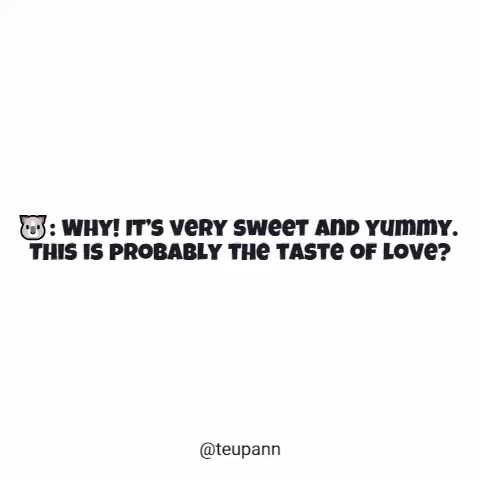 🐨: WHY! IT'S VERY SWEET AND YUMMY.
THIS IS PROBABLY THE TASTE OF LOVE?
@teupann